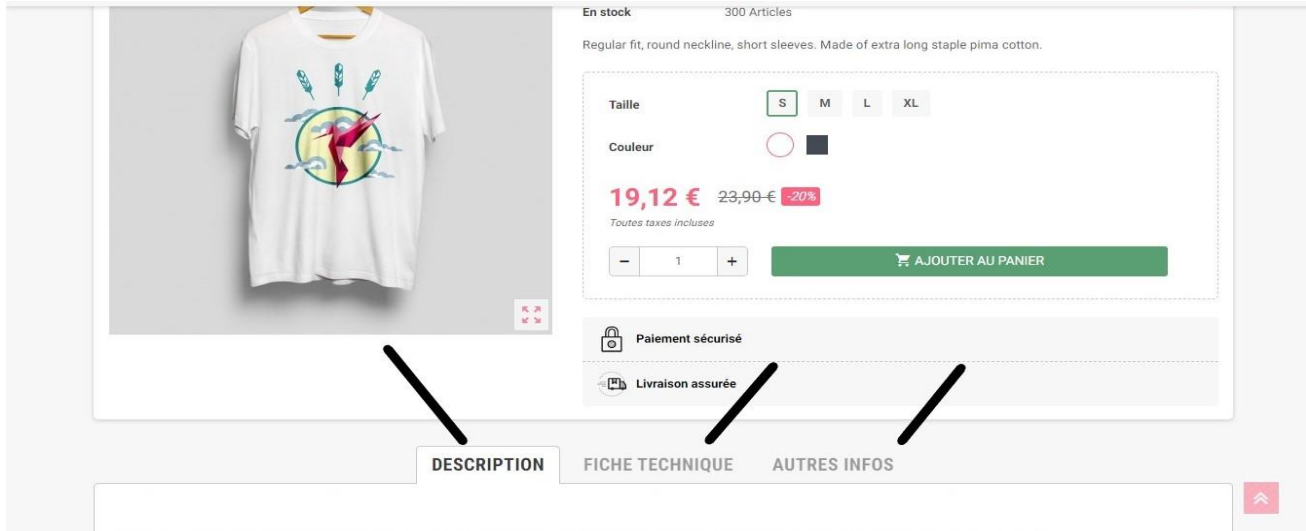 En stock 300 Articles
Regular fit, round neckline, short sleeves. Made of extra long staple pima cotton.
Taille S M L XL
Couleur
19,12 € 23,90 € -20%
Toutes taxes incluses
− 1 + AJOUTER AU PANIER
Paiement sécurisé
Livraison assurée
DESCRIPTION FICHE TECHNIQUE AUTRES INFOS